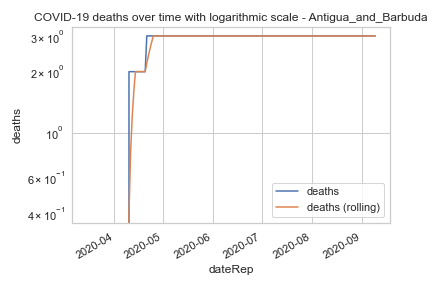 COVID-19 deaths over time with logarithmic scale - Antigua_and_Barbuda
3 × 10⁰
2 × 10⁰
10⁰
6 × 10⁻¹
4 × 10⁻¹
deaths
deaths
deaths (rolling)
2020-04
2020-05
2020-06
2020-07
2020-08
2020-09
dateRep